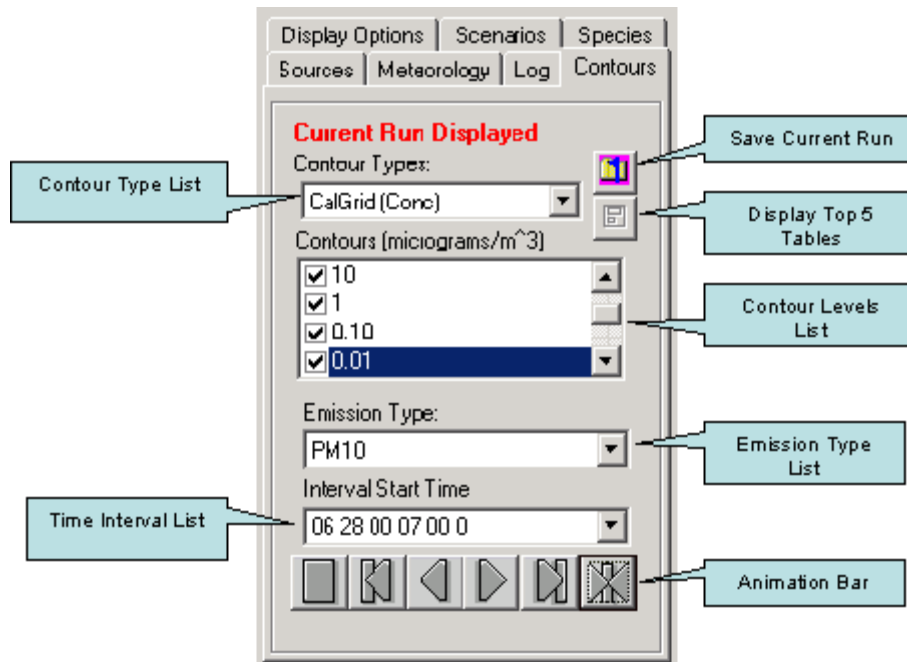 Display Options
Scenarios
Species
Sources
Meteorology
Log
Contours
Current Run Displayed
Save Current Run
Contour Types:
Contour Type List
CalGrid (Conc)
Display Top 5
Tables
Contours (micrograms/m^3)
10
1
0.10
0.01
Contour Levels
List
Emission Type:
PM10
Emission Type
List
Interval Start Time
Time Interval List
06 28 00 07 00 0
Animation Bar